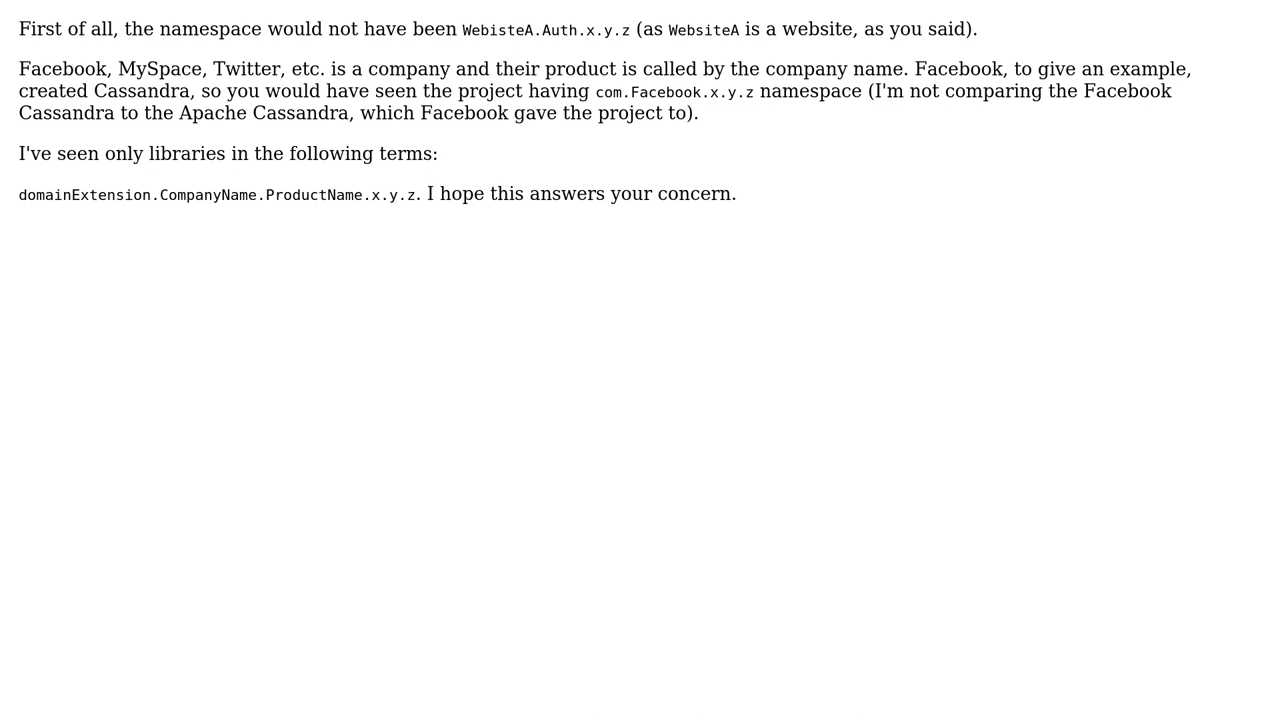 First of all, the namespace would not have been WebisteA.Auth.x.y.z (as WebsiteA is a website, as you said).
Facebook, MySpace, Twitter, etc. is a company and their product is called by the company name. Facebook, to give an example,
created Cassandra, so you would have seen the project having com.Facebook.x.y.z namespace (I'm not comparing the Facebook
Cassandra to the Apache Cassandra, which Facebook gave the project to).
I've seen only libraries in the following terms:
domainExtension.CompanyName.ProductName.x.y.z. I hope this answers your concern.